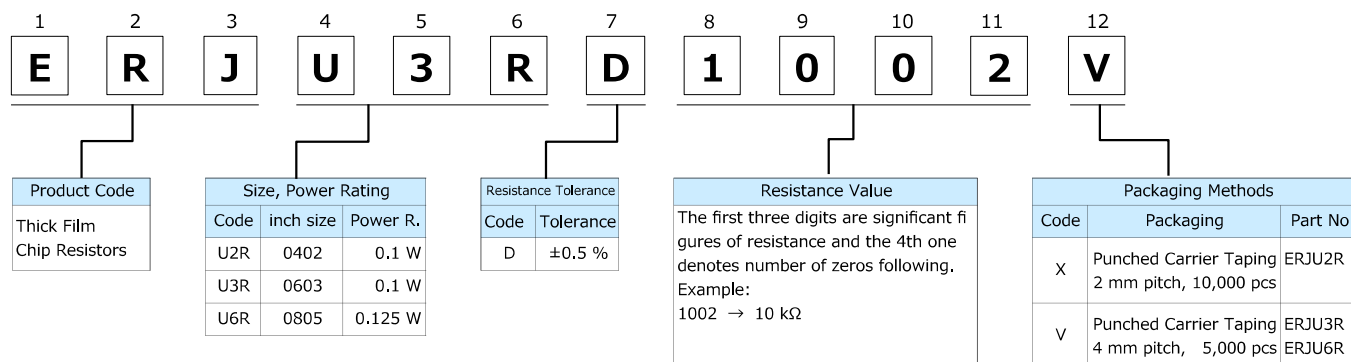 1 2 3 4 5 6 7 8 9 10 11 12
E R J U 3 R D 1 0 0 2 V
Product Code
Thick Film
Chip Resistors
Size, Power Rating
Code inch size Power R.
U2R 0402 0.1 W
U3R 0603 0.1 W
U6R 0805 0.125 W
Resistance Tolerance
Code Tolerance
D ±0.5 %
Resistance Value
The first three digits are significant fi
gures of resistance and the 4th one
denotes number of zeros following.
Example:
1002 → 10 kΩ
Packaging Methods
Code Packaging Part No
X Punched Carrier Taping ERJU2R
2 mm pitch, 10,000 pcs
V Punched Carrier Taping ERJU3R
4 mm pitch, 5,000 pcs ERJU6R